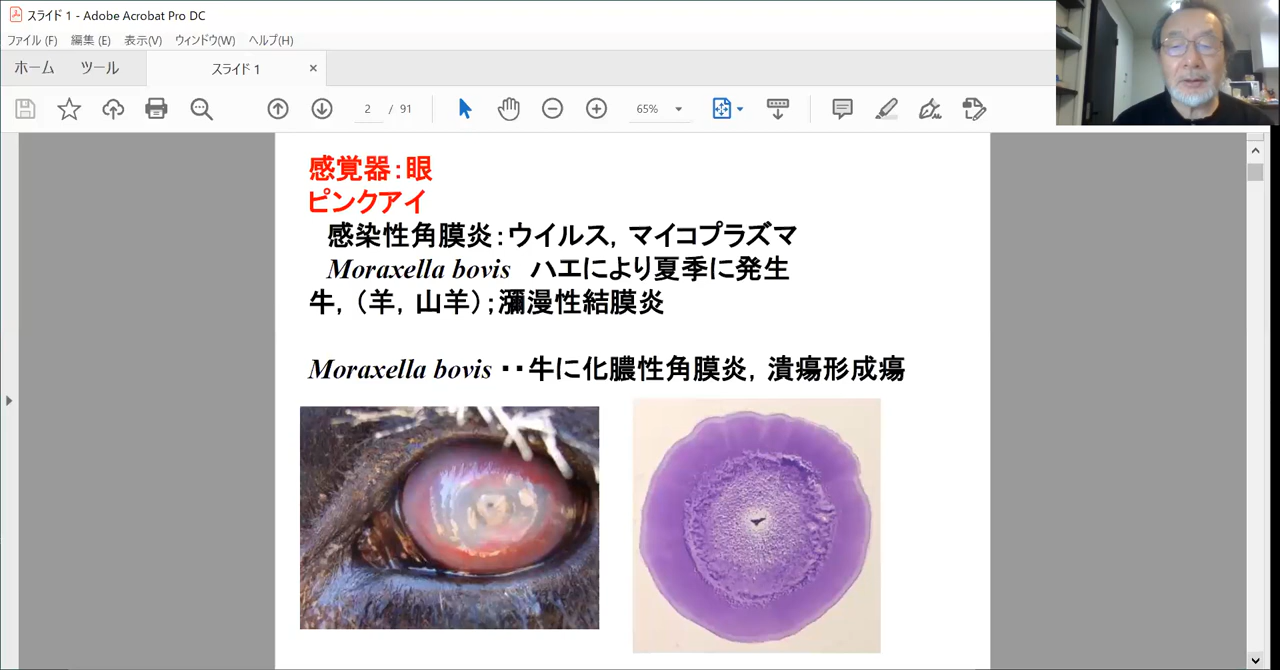 スライド 1 - Adobe Acrobat Pro DC
ファイル (F) 編集 (E) 表示(V) ウィンドウ(W) ヘルプ(H)
ホーム ツール スライド 1 ×
2 / 91 65%
感覚器：眼
ピンクアイ
感染性角膜炎：ウイルス，マイコプラズマ
Moraxella bovis ハエにより夏季に発生
牛，（羊，山羊）；瀰漫性結膜炎
Moraxella bovis ・・牛に化膿性角膜炎，潰瘍形成瘍